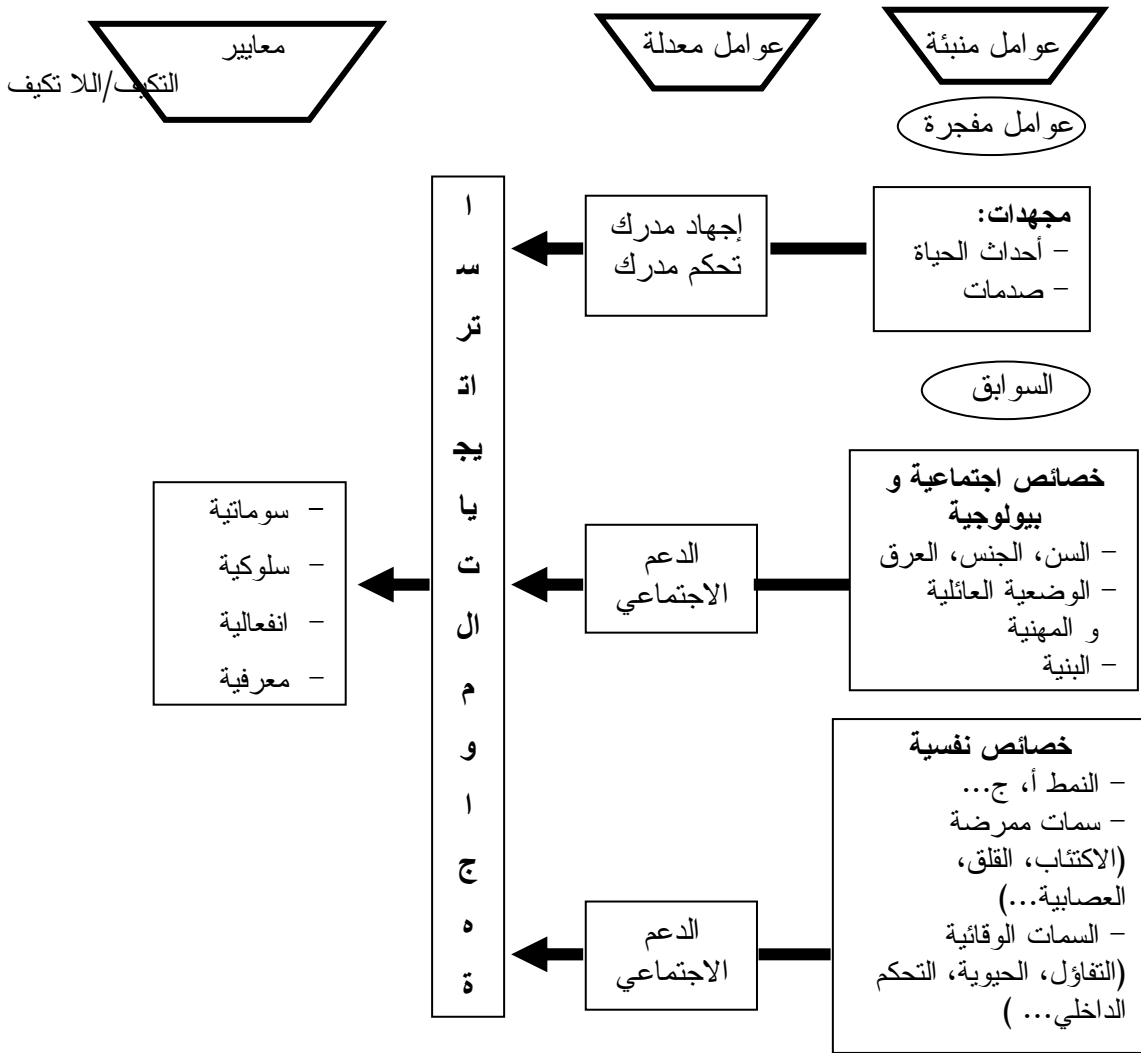 عوامل منبئة
عوامل معدلة
معايير
التكيف/اللا تكيف
عوامل مفجرة
مجهدات:
– أحداث الحياة
– صدمات
إجهاد مدرك
تحكم مدرك
السوابق
خصائص اجتماعية و
بيولوجية
– السن، الجنس، العرق
– الوضعية العائلية
و المهنية
– البنية
الدعم
الاجتماعي
خصائص نفسية
– النمط أ، ج...
– سمات ممرضة
(الاكتئاب، القلق،
العصابية...)
– السمات الوقائية
(التفاؤل، الحيوية، التحكم
الداخلي... )
الدعم
الاجتماعي
ا
س
تر
اتـ
يج
يا
ت
ال
م
و
ا
ج
ه
ة
– سوماتية
– سلوكية
– انفعالية
– معرفية